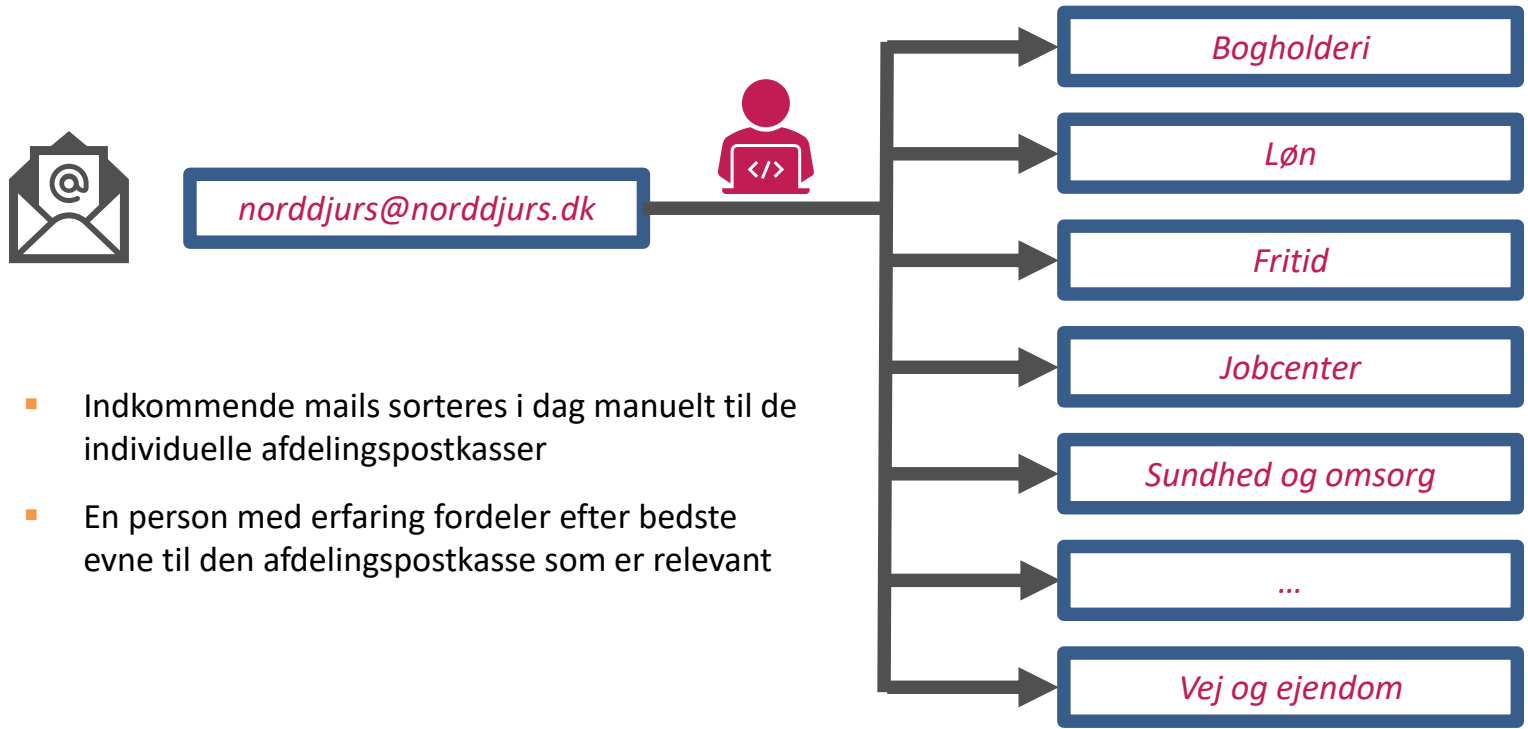 Bogholderi
Løn
norddjurs@norddjurs.dk
Fritid
Jobcenter
Sundhed og omsorg
…
Vej og ejendom
@
</>
▪ Indkommende mails sorteres i dag manuelt til de
individuelle afdelingspostkasser
▪ En person med erfaring fordeler efter bedste
evne til den afdelingspostkasse som er relevant